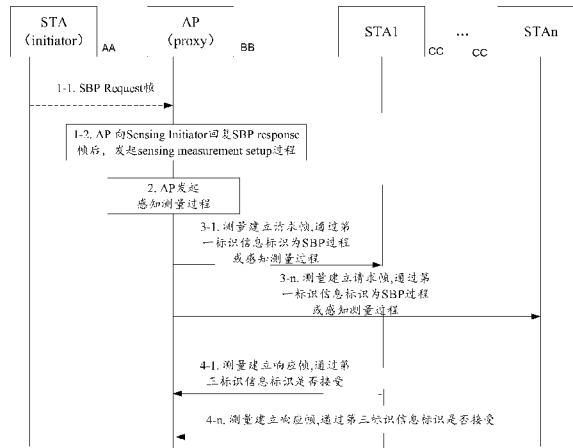 STA
(initiator)
AA
AP
(proxy)
BB
STA1
CC
…
CC
STAn
1-1. SBP Request帧
1-2. AP 向Sensing Initiator回复SBP response
帧后，发起sensing measurement setup过程
2. AP发起
感知测量过程
3-1. 测量建立请求帧,通过第
一标识信息标识为SBP过程
或感知测量过程
3-n. 测量建立请求帧,通过第
一标识信息标识为SBP过程
或感知测量过程
4-1. 测量建立响应帧,通过第
三标识信息标识是否接受
4-n. 测量建立响应帧,通过第三标识信息标识是否接受